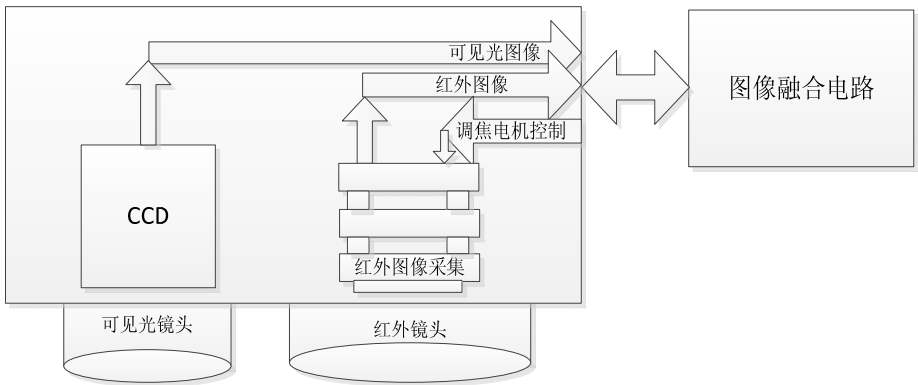 可见光图像
红外图像
图像融合电路
调焦电机控制
CCD
红外图像采集
可见光镜头
红外镜头